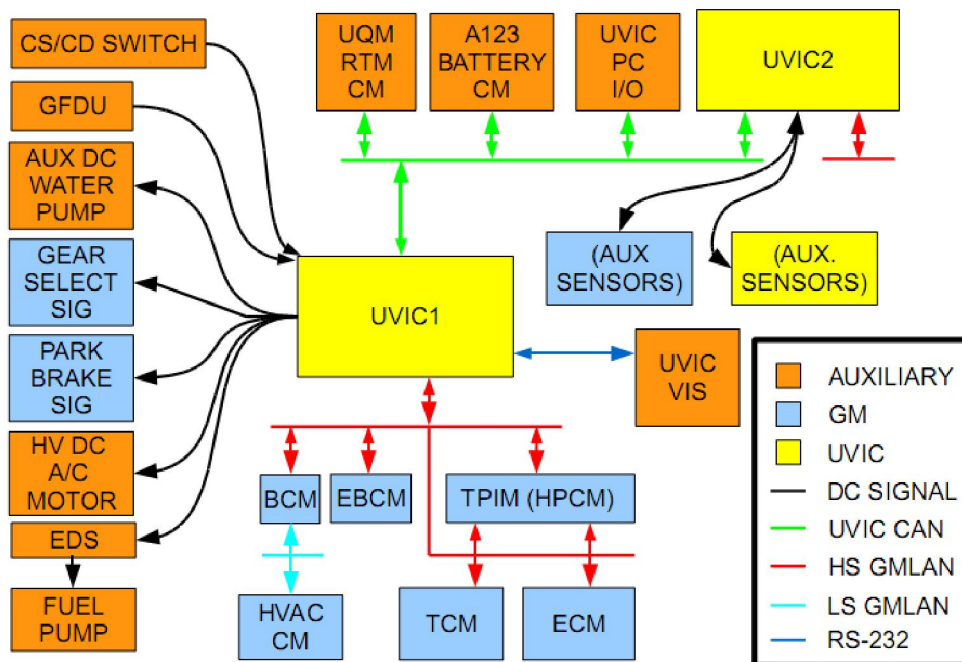 CS/CD SWITCH
GFDU
AUX DC
WATER
PUMP
GEAR
SELECT
SIG
PARK
BRAKE
SIG
HV DC
A/C
MOTOR
EDS
FUEL
PUMP
UQM
RTM
CM
A123
BATTERY
CM
UVIC
PC
I/O
UVIC2
(AUX
SENSORS)
(AUX.
SENSORS)
UVIC1
UVIC
VIS
BCM
EBCM
TPIM (HPCM)
HVAC
CM
TCM
ECM
AUXILIARY
GM
UVIC
DC SIGNAL
UVIC CAN
HS GMLAN
LS GMLAN
RS-232